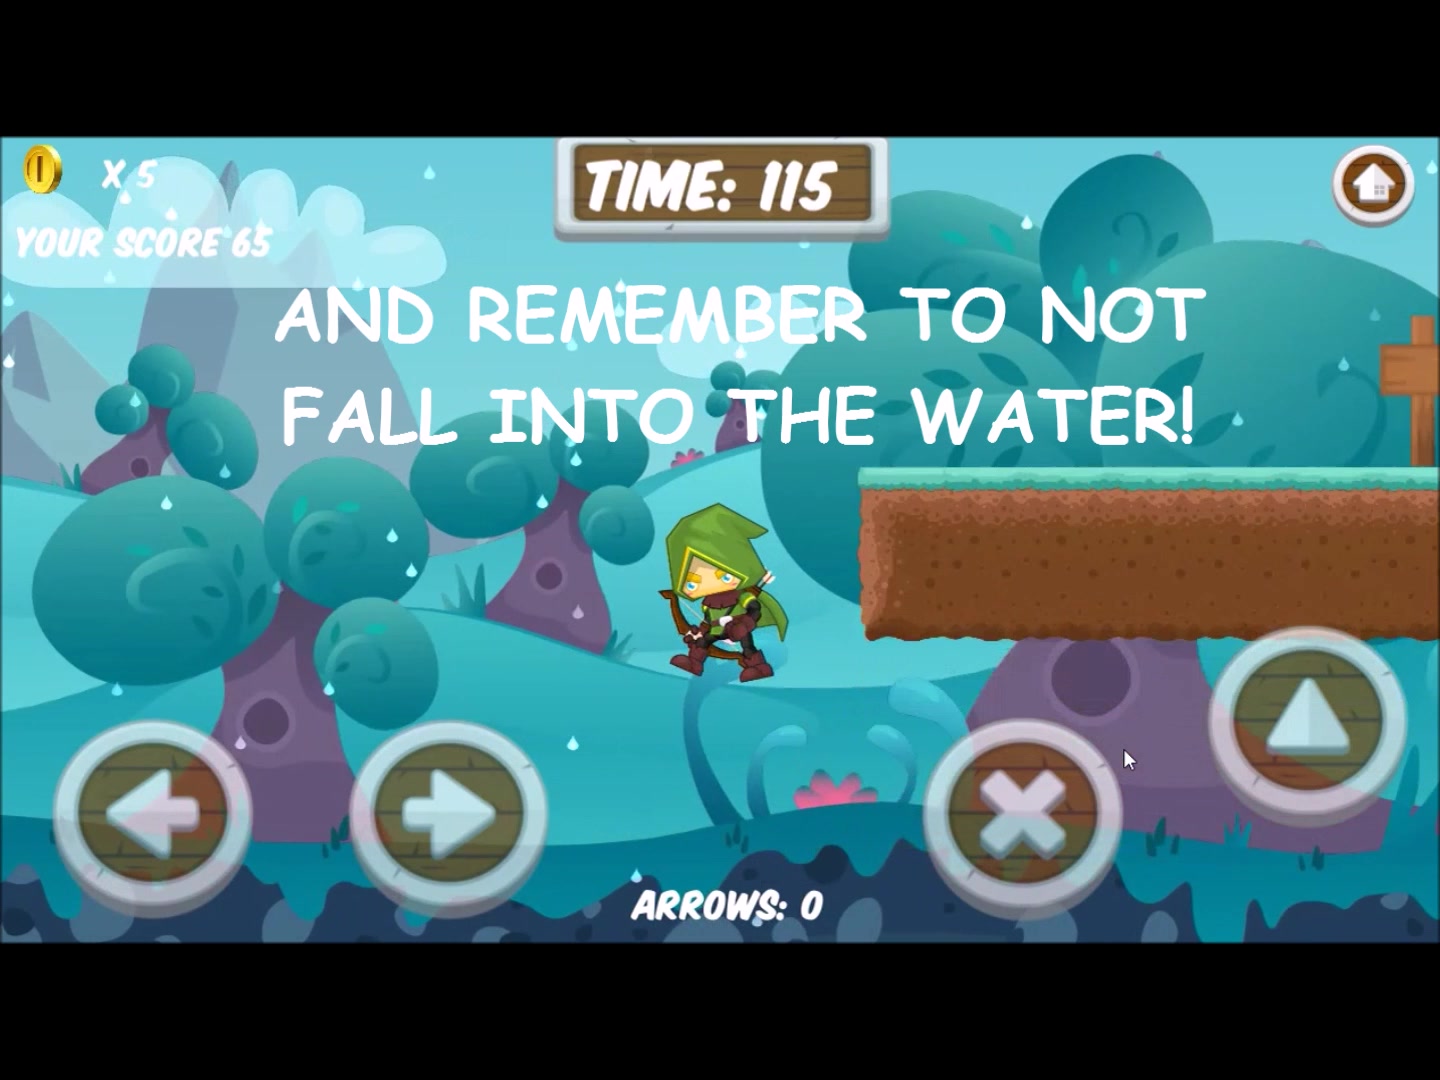 X 5
TIME: 115
YOUR SCORE 65
AND REMEMBER TO NOT
FALL INTO THE WATER!
ARROWS: 0